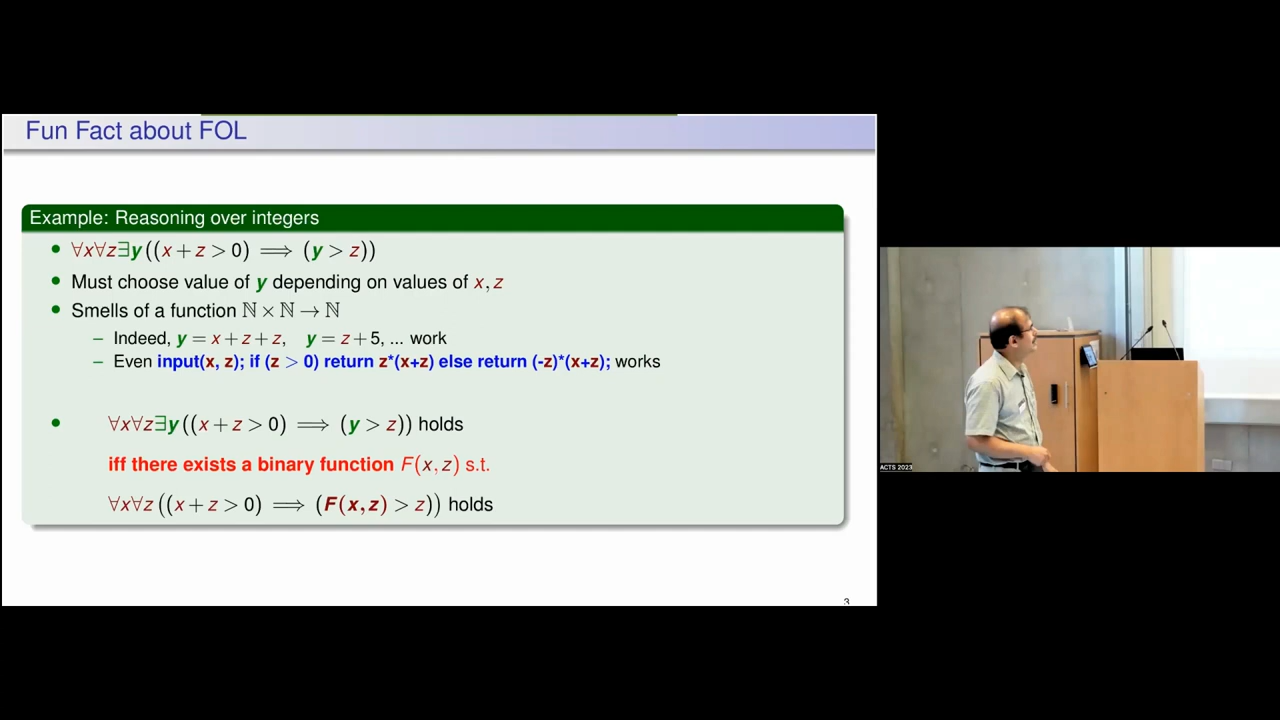 Fun Fact about FOL
Example: Reasoning over integers
• ∀x∀z∃y((x + z > 0) ⟹ (y > z))
• Must choose value of y depending on values of x, z
• Smells of a function ℕ × ℕ → ℕ
– Indeed, y = x + z + z, y = z + 5, ... work
– Even input(x, z); if (z > 0) return z*(x+z) else return (-z)*(x+z); works
• ∀x∀z∃y((x + z > 0) ⟹ (y > z)) holds
iff there exists a binary function F(x, z) s.t.
∀x∀z((x + z > 0) ⟹ (F(x, z) > z)) holds
3
ACTS 2023